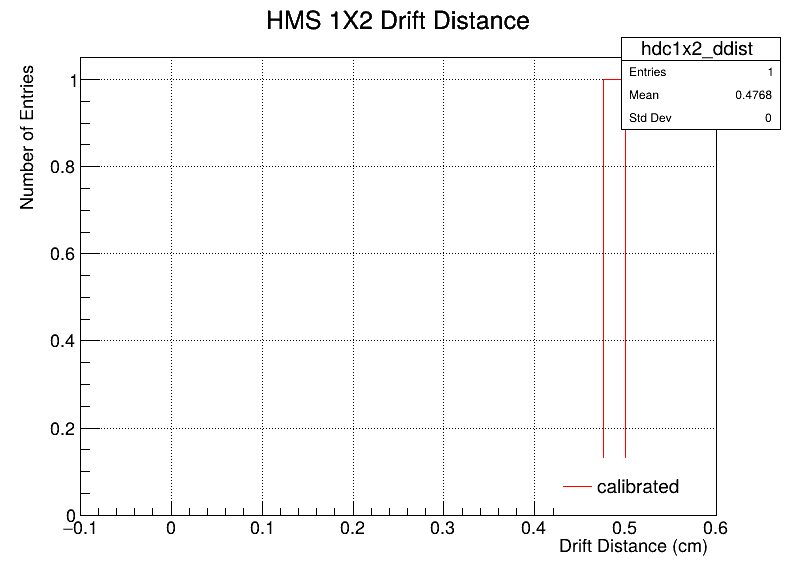 HMS 1X2 Drift Distance
hdc1x2_ddist
Entries 1
Mean 0.4768
Std Dev 0
Number of Entries
1
0.8
0.6
0.4
0.2
0
−0.1 0 0.1 0.2 0.3 0.4 0.5 0.6
calibrated
Drift Distance (cm)